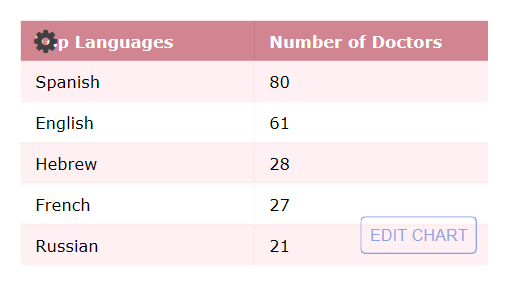 Languages Number of Doctors
Spanish 80
English 61
Hebrew 28
French 27
Russian 21
EDIT CHART